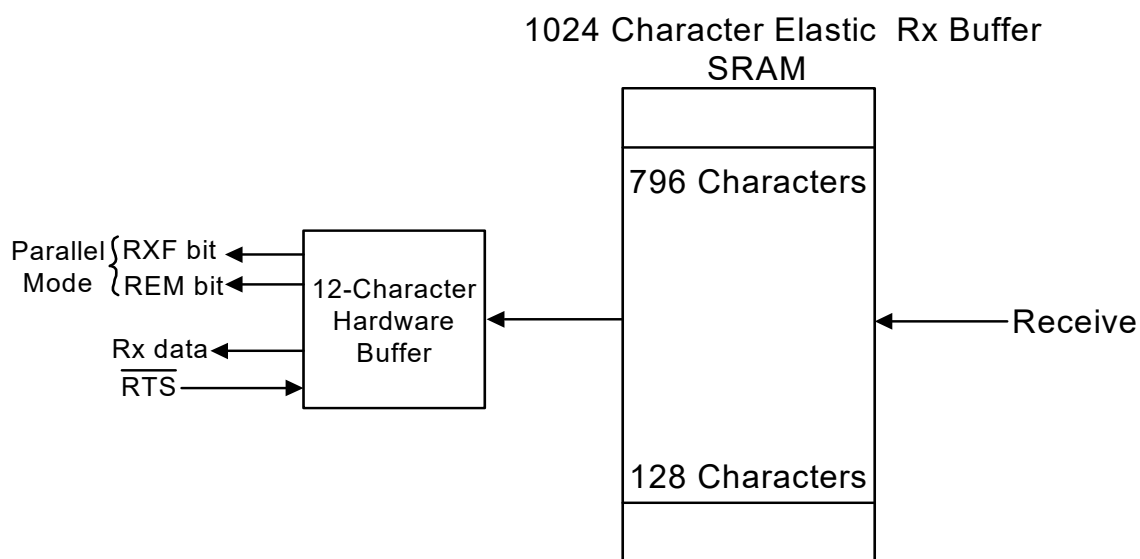 1024 Character Elastic Rx Buffer
SRAM
796 Characters
128 Characters
Receive
12-Character
Hardware
Buffer
Parallel
Mode
RXF bit
REM bit
Rx data
RTS